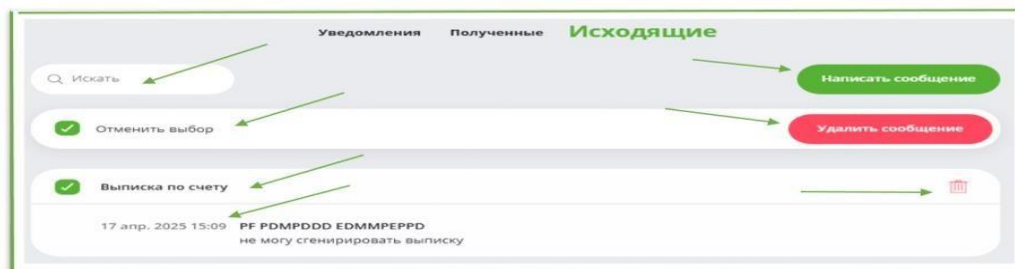 Уведомления Полученные Исходящие
Искать Написать сообщение
Отменить выбор Удалить сообщение
Выписка по счету
17 апр. 2025 15:09 PF PDMPDDD EDMMPEPPD
не могу сгенирировать выписку